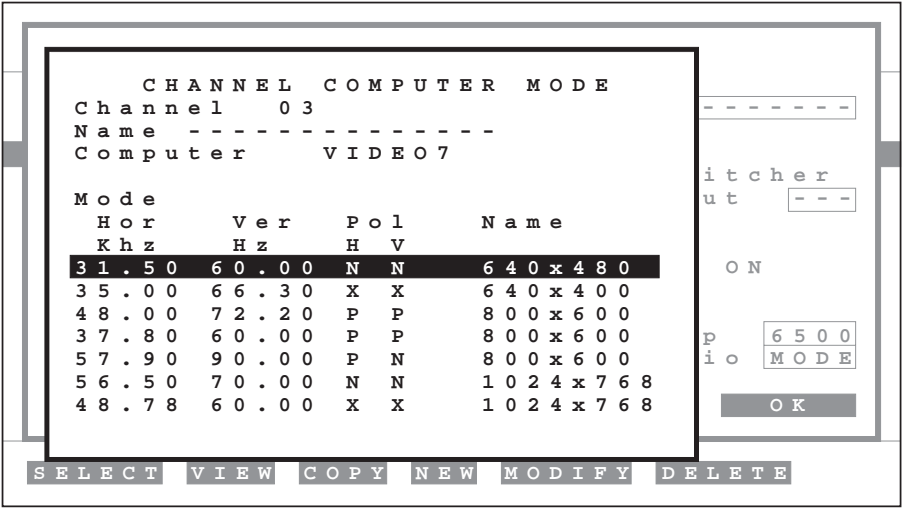 CHANNEL COMPUTER MODE
Channel 03
Name --------------
Computer VIDEO7
Mode
Hor Ver Pol Name
Khz Hz H V
31.50 60.00 N N 640x480
35.00 66.30 X X 640x400
48.00 72.20 P P 800x600
37.80 60.00 P P 800x600
57.90 90.00 P N 800x600
56.50 70.00 N N 1024x768
48.78 60.00 X X 1024x768
-------
itcher
ut ---
ON
p 6500
io MODE
OK
SELECT VIEW COPY NEW MODIFY DELETE